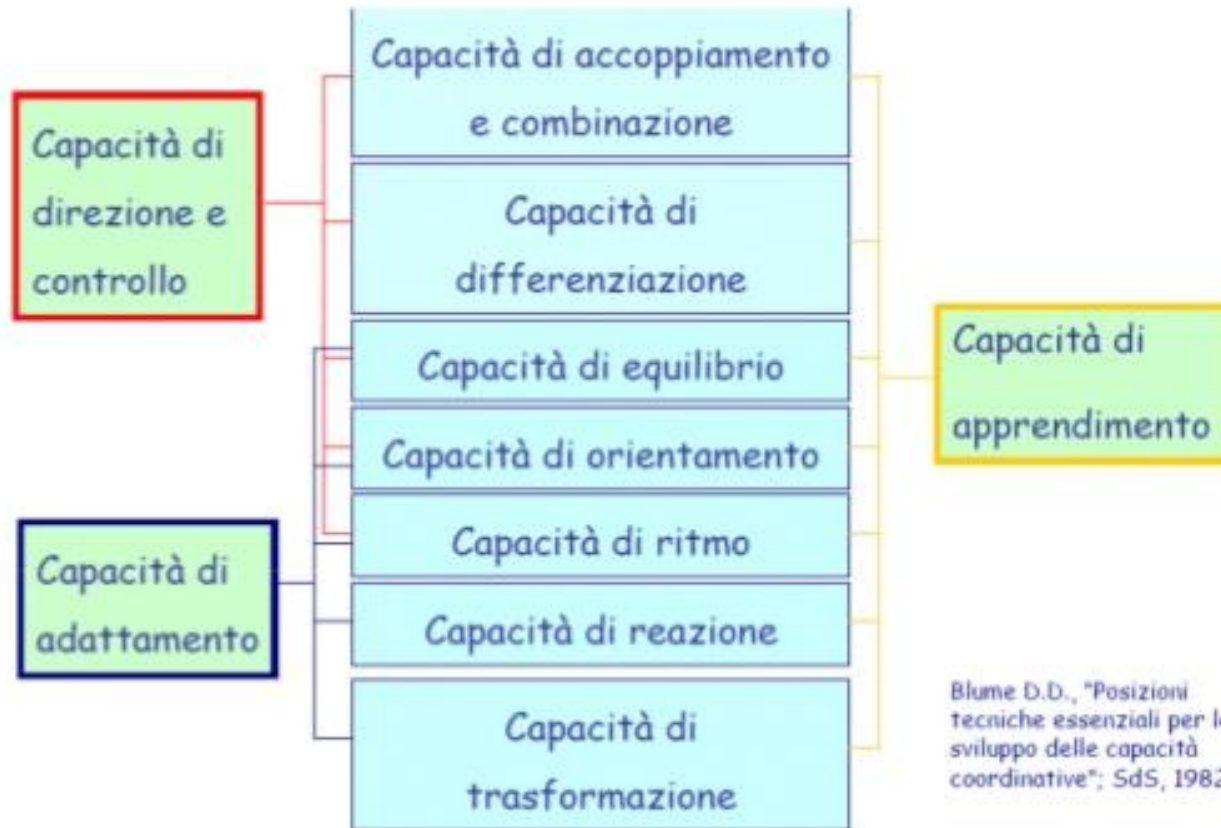 Capacità di accoppiamento
e combinazione
Capacità di
direzione e
controllo
Capacità di
differenziazione
Capacità di equilibrio
Capacità di
apprendimento
Capacità di orientamento
Capacità di ritmo
Capacità di
adattamento
Capacità di reazione
Capacità di
trasformazione
Blume D.D., "Posizioni
tecniche essenziali per l
sviluppo delle capacità
coordinative"; SdS, 1982